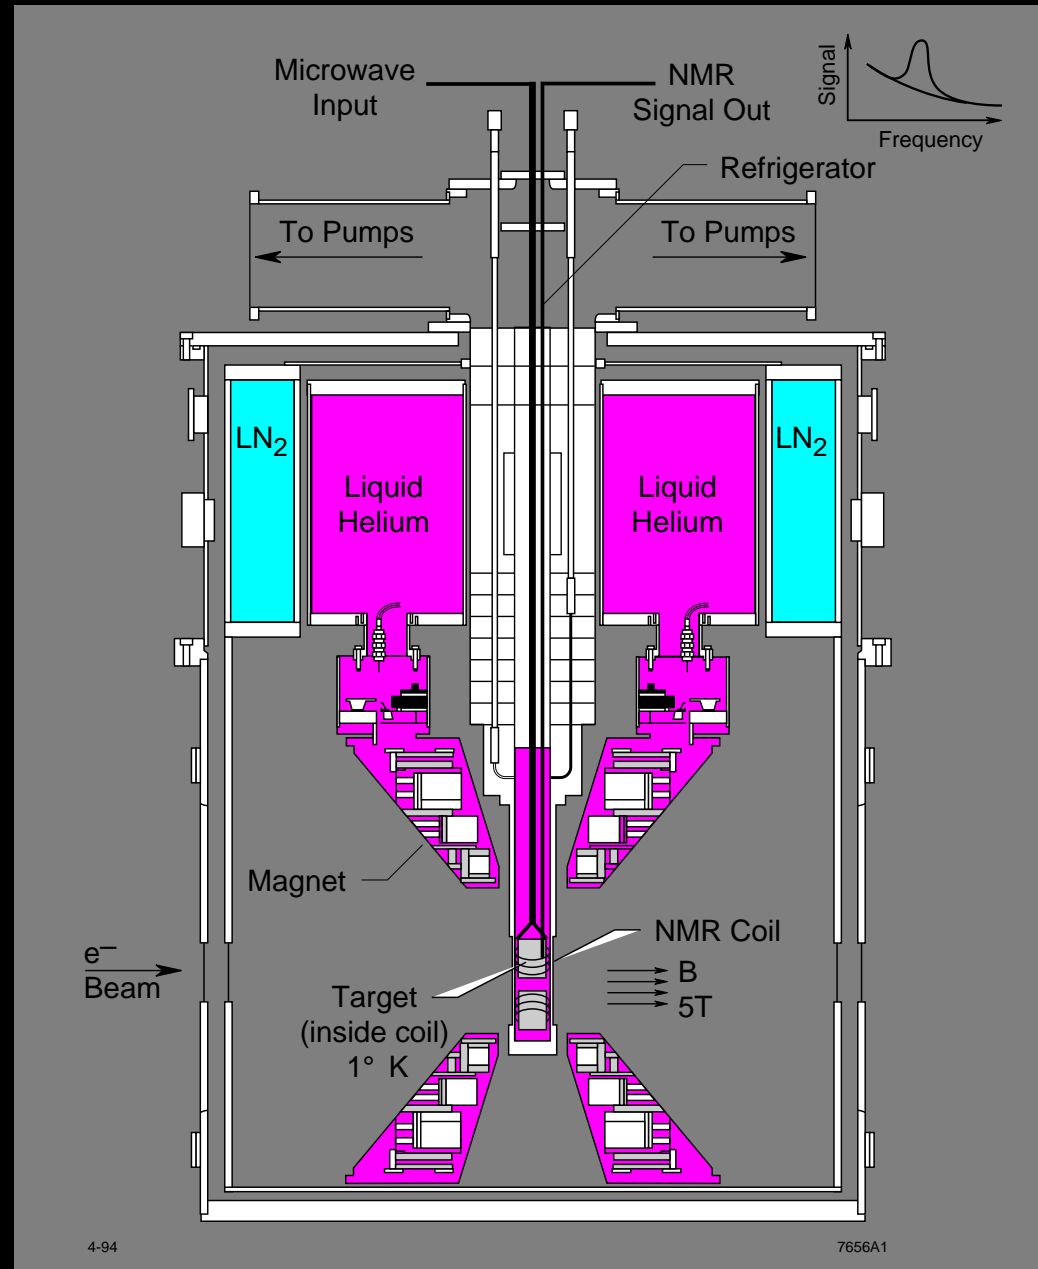 Microwave
Input
NMR
Signal Out
Signal
Frequency
Refrigerator
To Pumps
To Pumps
LN2
Liquid
Helium
Liquid
Helium
LN2
Magnet
NMR Coil
e–
Beam
Target
(inside coil)
1° K
B
5T
4-94
7656A1